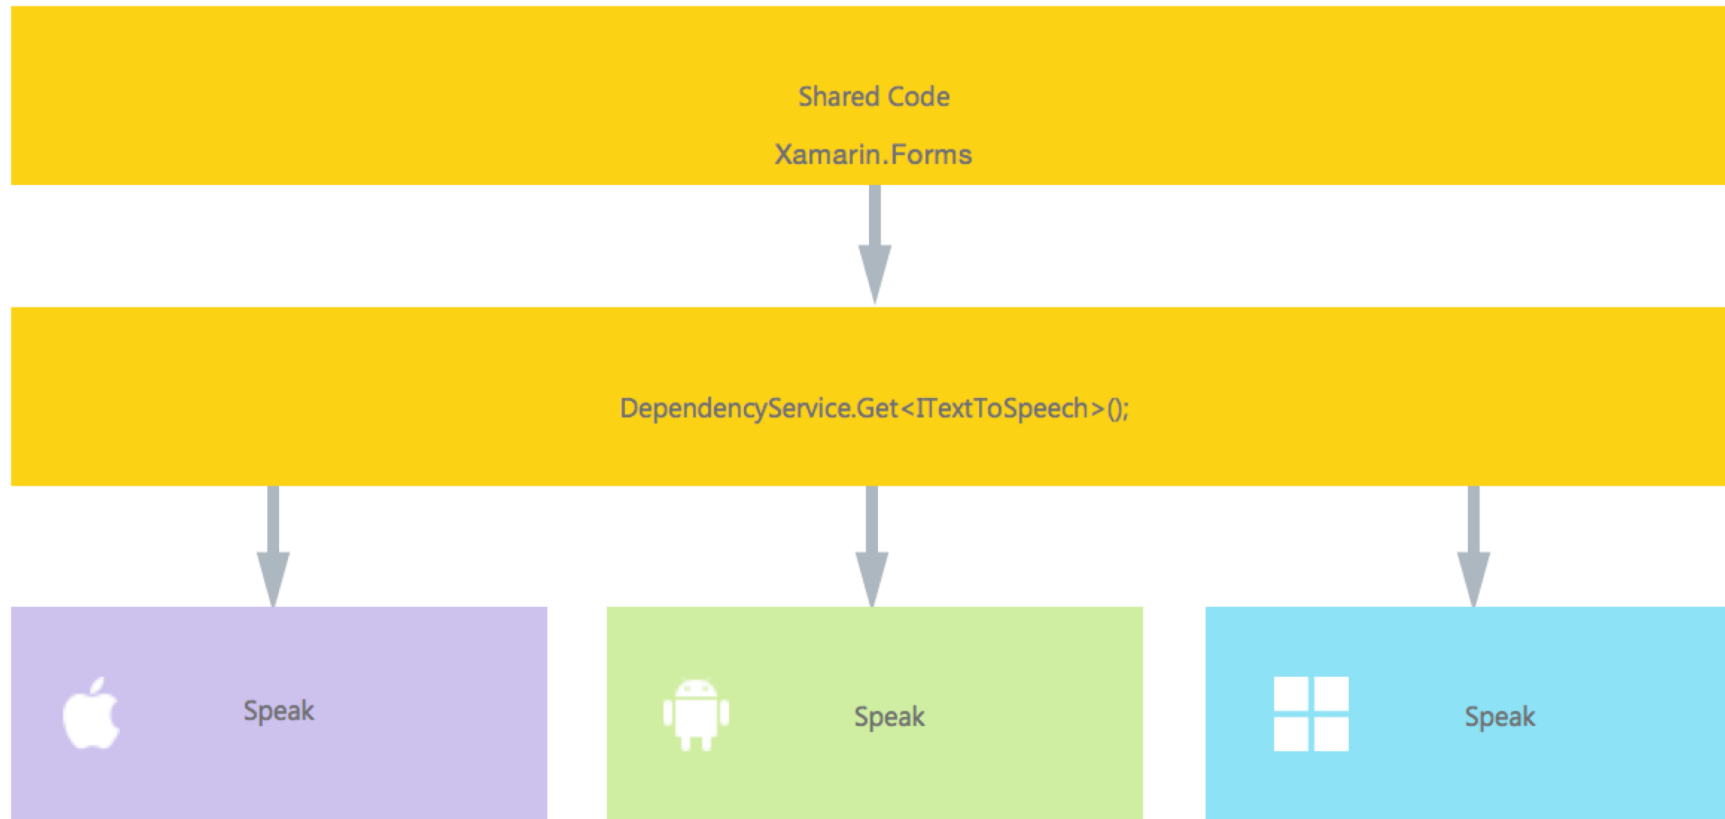 Shared Code
Xamarin.Forms
DependencyService.Get<ITextToSpeech>();
Speak
Speak
Speak